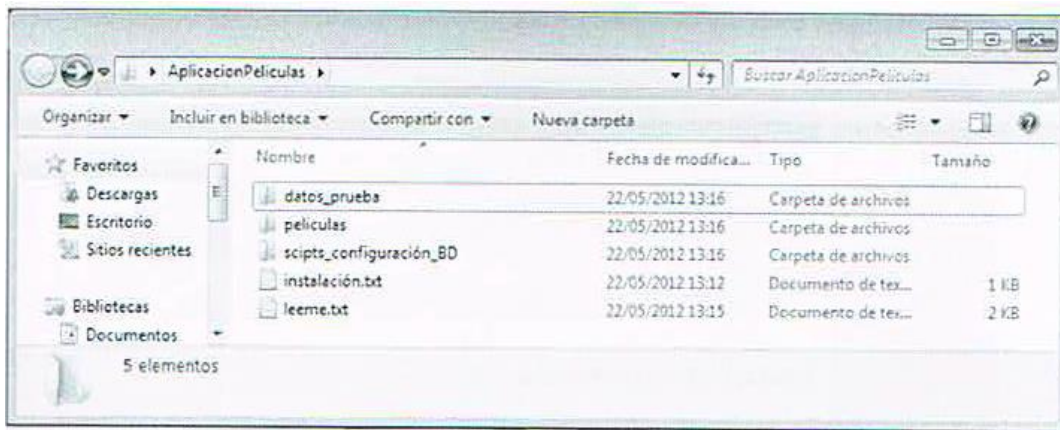 AplicacionPeliculas
Buscar AplicacionPeliculas
Organizar
Incluir en biblioteca
Compartir con
Nueva carpeta
Favoritos
Descargas
Escritorio
Sitios recientes
Bibliotecas
Documentos
Nombre Fecha de modifica... Tipo Tamaño
datos_prueba 22/05/2012 13:16 Carpeta de archivos
peliculas 22/05/2012 13:16 Carpeta de archivos
scipts_configuración_BD 22/05/2012 13:16 Carpeta de archivos
instalación.txt 22/05/2012 13:12 Documento de tex... 1 KB
leeme.txt 22/05/2012 13:15 Documento de tex... 2 KB
5 elementos